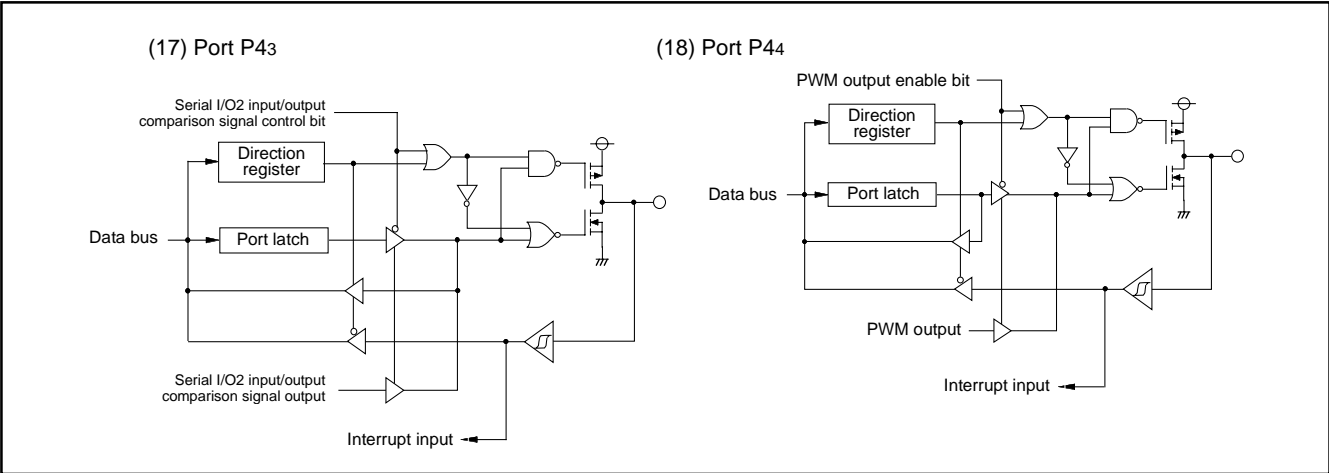 (17) Port P43
Serial I/O2 input/output
comparison signal control bit
Direction
register
Data bus
Port latch
Serial I/O2 input/output
comparison signal output
Interrupt input
(18) Port P44
PWM output enable bit
Direction
register
Data bus
Port latch
PWM output
Interrupt input